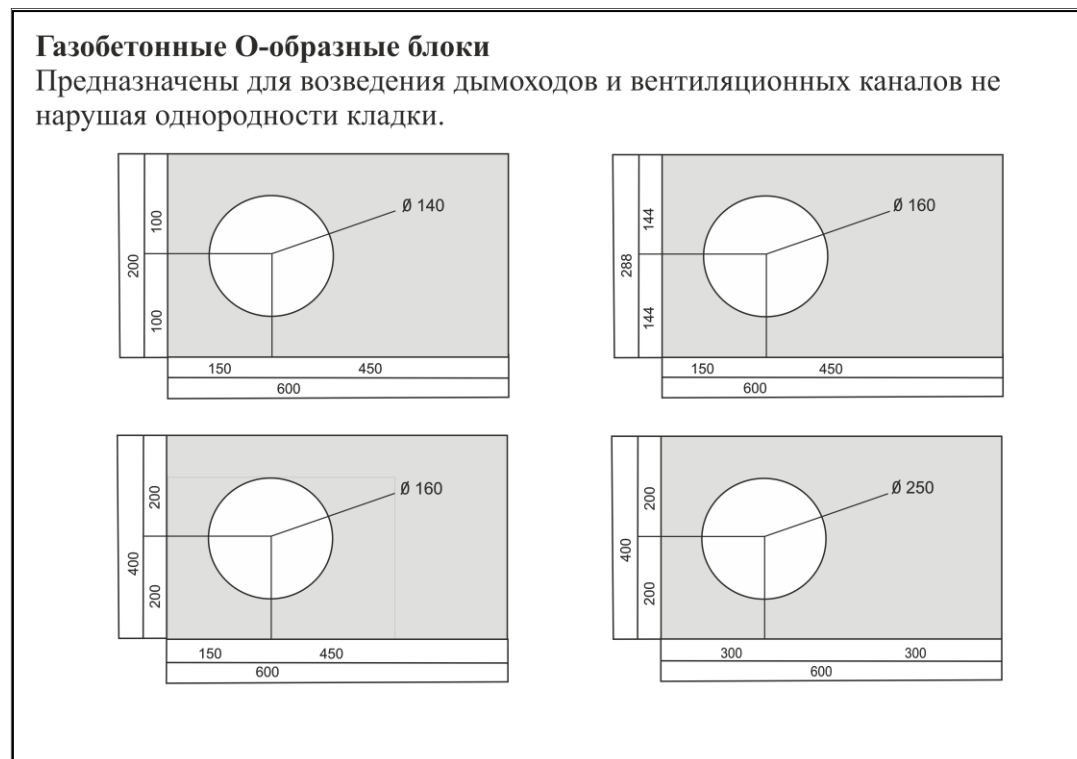 Газобетонные О-образные блоки
Предназначены для возведения дымоходов и вентиляционных каналов не
нарушая однородности кладки.
200
100
100
Ø 140
150 450
600
288
144
144
Ø 160
150 450
600
400
200
200
Ø 160
150 450
600
400
200
200
Ø 250
300 300
600